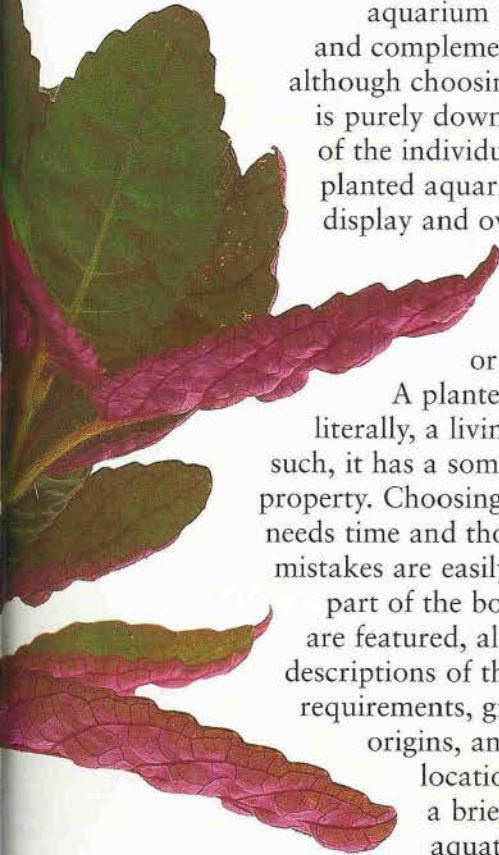 aquarium
and compleme
although choosin
is purely down
of the individu
planted aquar
display and ov
or
A plante
literally, a livin
such, it has a som
property. Choosing
needs time and tho
mistakes are easily
part of the bo
are featured, al
descriptions of th
requirements, g
origins, an
locatio
a brie
aquat